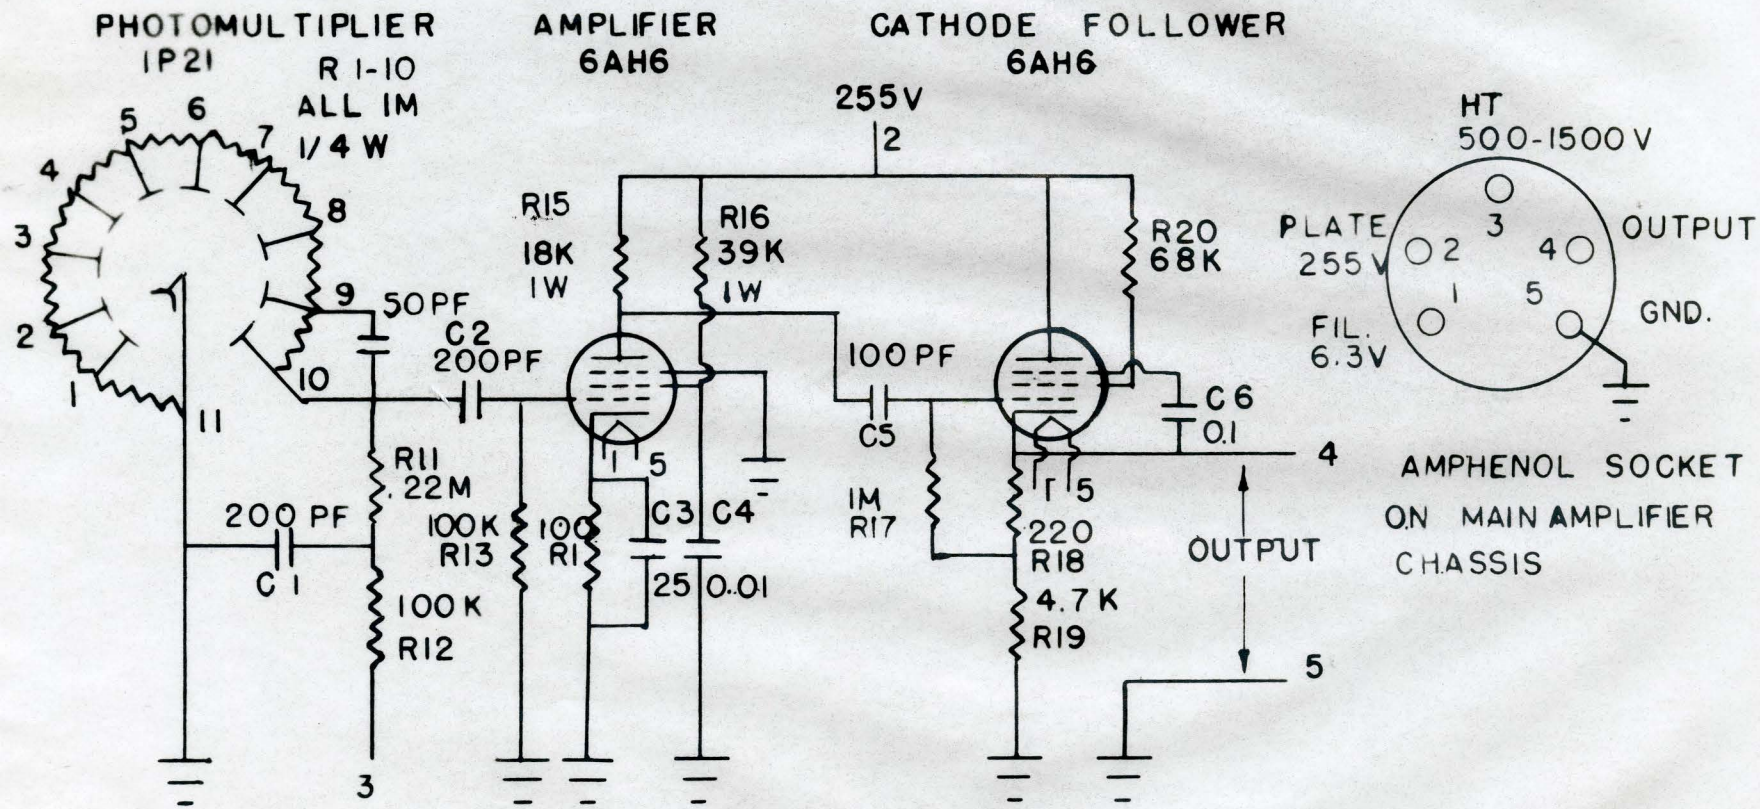 PHOTOMULTIPLIER
1P21
R 1-10
ALL 1M
1/4 W
AMPLIFIER
6AH6
CATHODE FOLLOWER
6AH6
255V
2
1
2
3
4
5
6
7
8
9
10
11
50PF
C2
200PF
R11
.22M
200 PF
C1
100K
R12
3
100K
R13
R15
18K
1W
R16
39K
1W
1 5
100
R1
C3
25
C4
0.01
100PF
C5
1M
R17
R20
68K
C6
0.1
1 5
220
R18
4.7K
R19
4
OUTPUT
5
HT
500-1500V
3
PLATE
255V
2
4
OUTPUT
1
FIL.
6.3V
5
GND.
AMPHENOL SOCKET
ON MAIN AMPLIFIER
CHASSIS